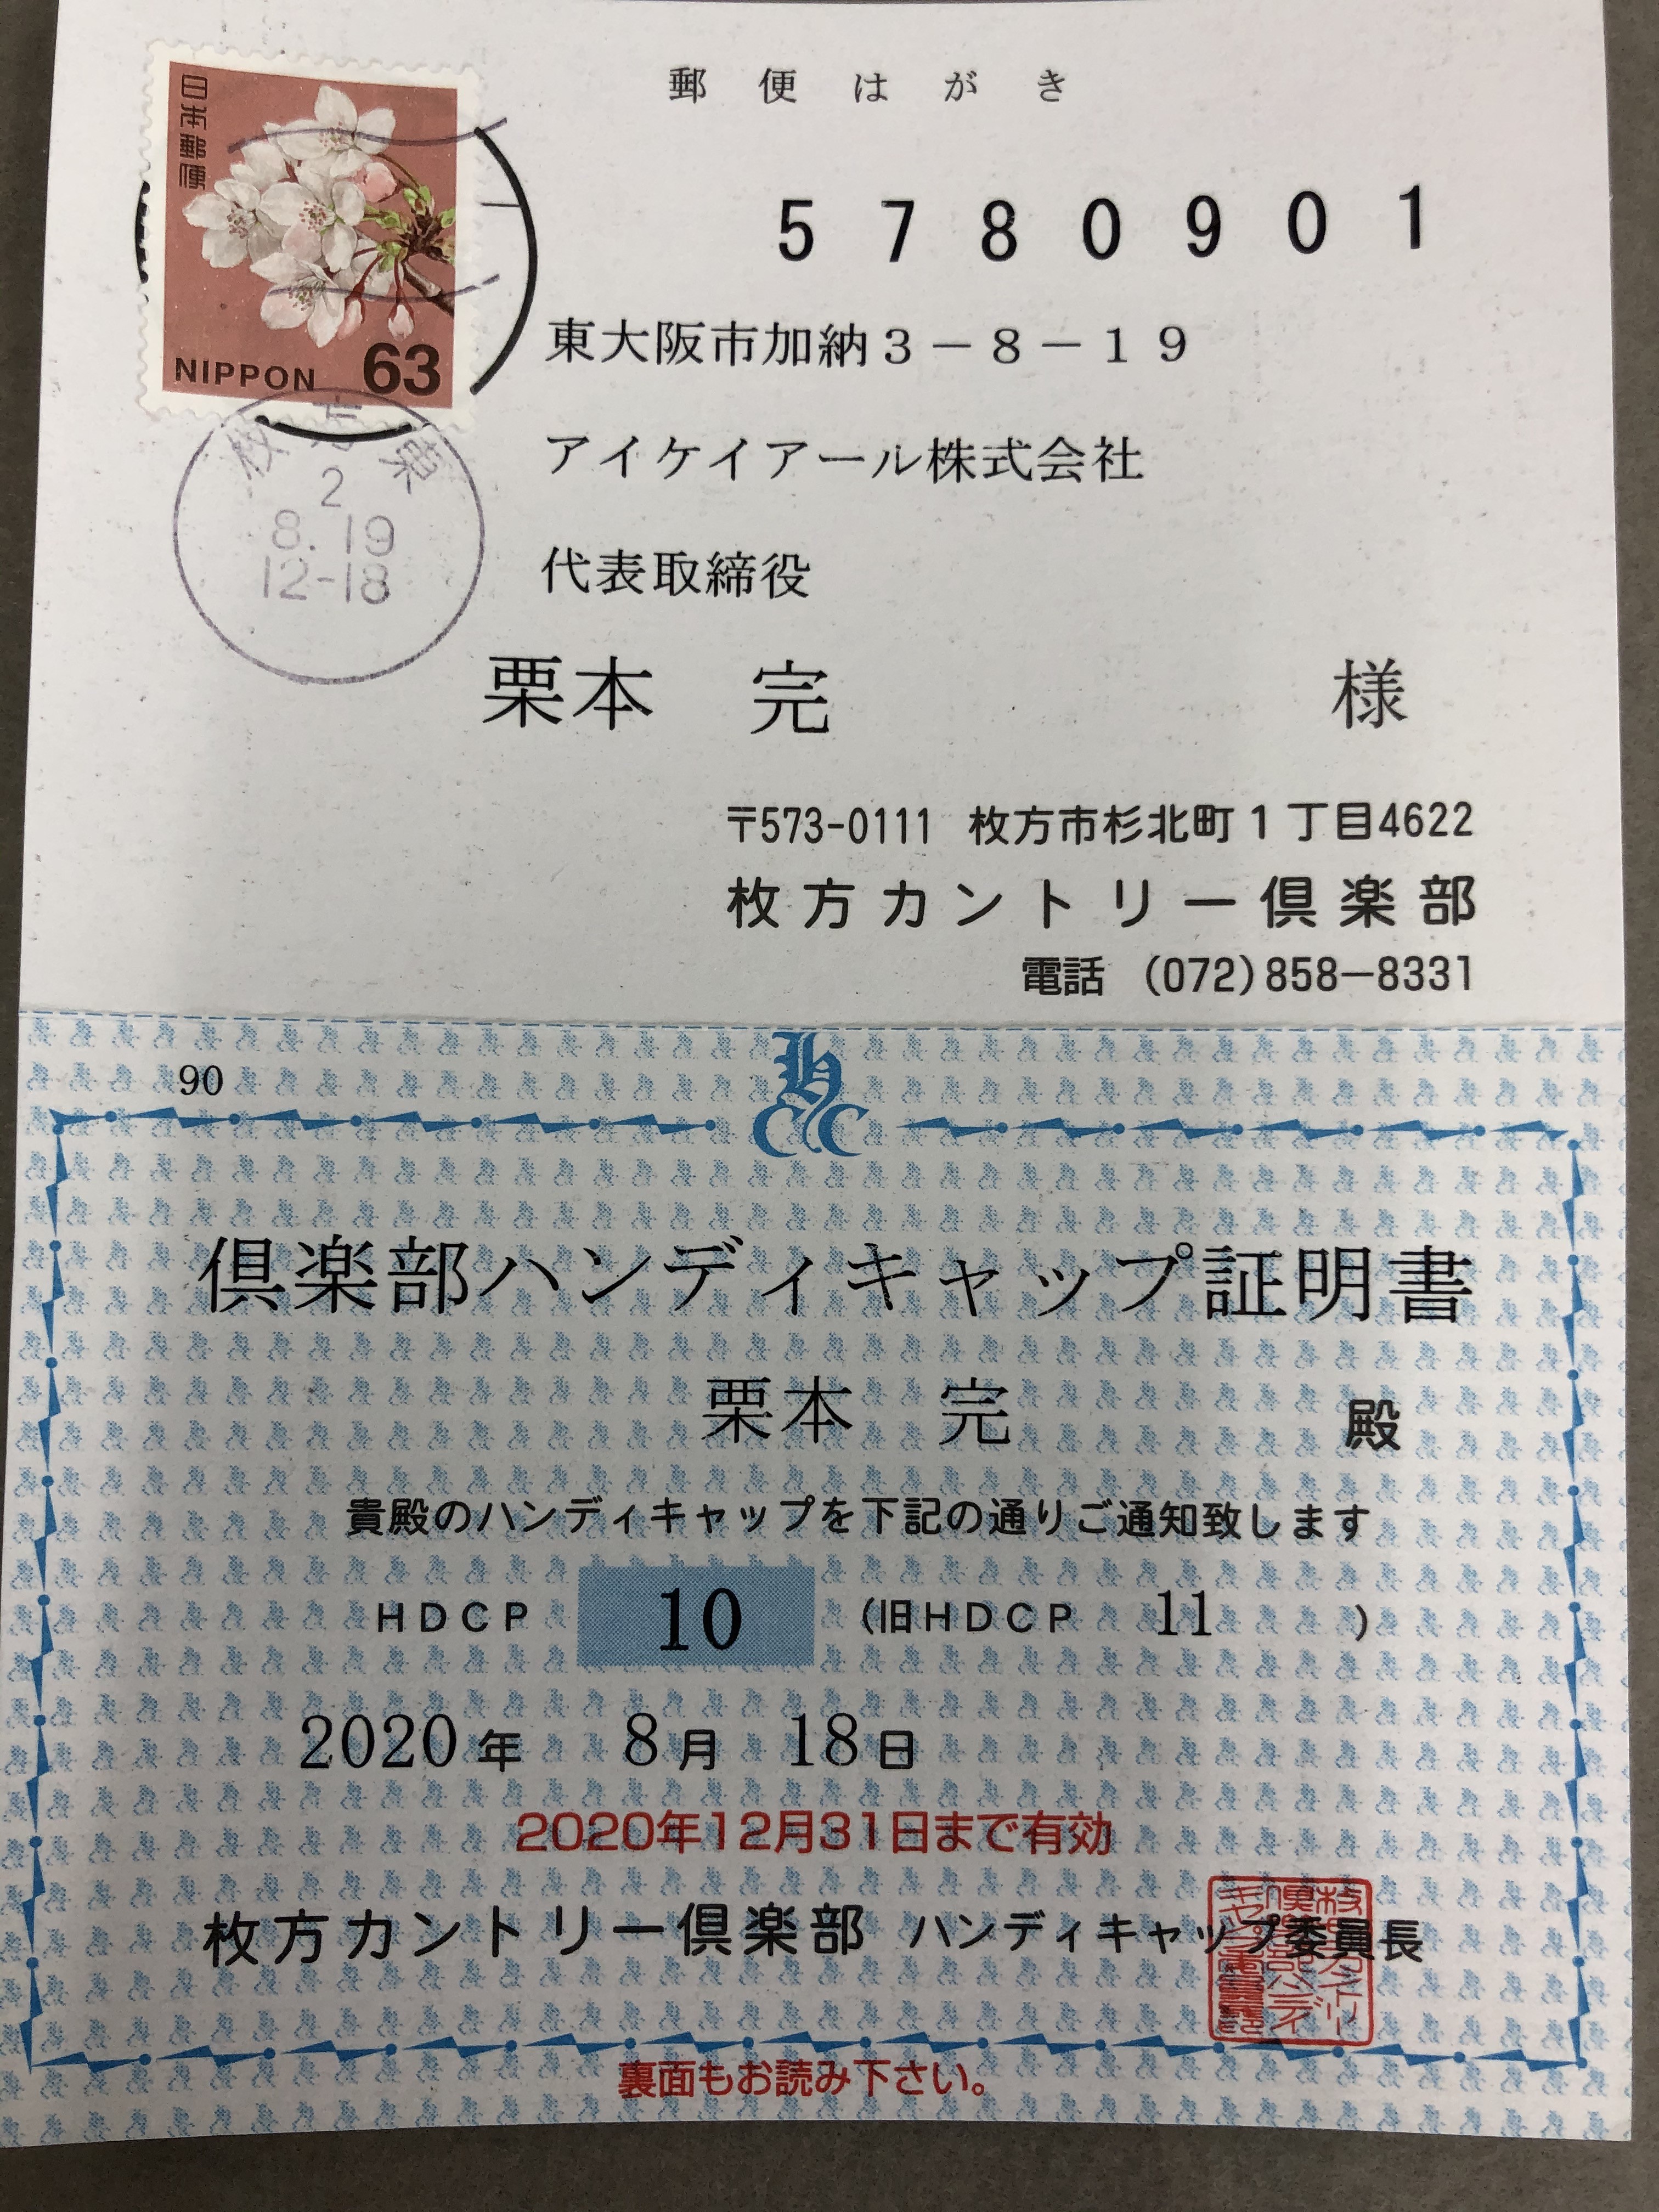 郵便はがき
日本郵便
NIPPON 63
5780901
東大阪市加納3－8－19
枚方東
2
8.19
12-18
アイケイアール株式会社
代表取締役
栗本 完 様
〒573-0111 枚方市杉北町1丁目4622
枚方カントリー倶楽部
電話 (072)858－8331
90
HCC
倶楽部ハンディキャップ証明書
栗本 完 殿
貴殿のハンディキャップを下記の通りご通知致します
HDCP 10 (旧HDCP 11 )
2020年 8月 18日
2020年12月31日まで有効
枚方カントリー倶楽部 ハンディキャップ委員長
裏面もお読み下さい。